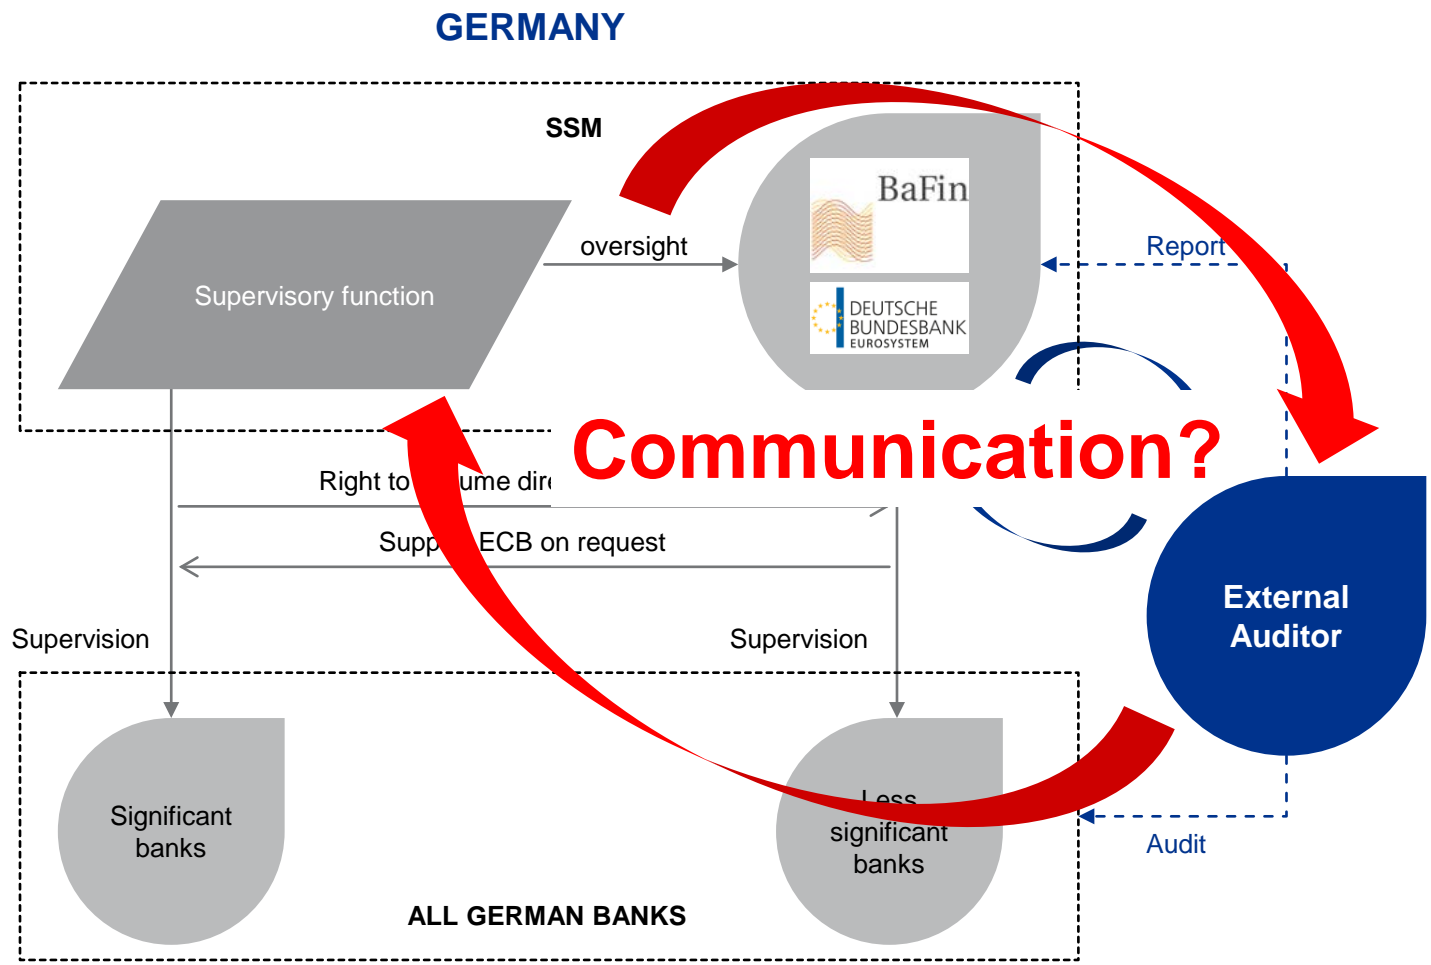 GERMANY
SSM
BaFin
oversight
Report
Supervisory function
DEUTSCHE
BUNDESBANK
EUROSYSTEM
Communication?
Right to
ECB on request
Supervision
Supervision
External
Auditor
Significant
banks
Less
significant
banks
Audit
ALL GERMAN BANKS